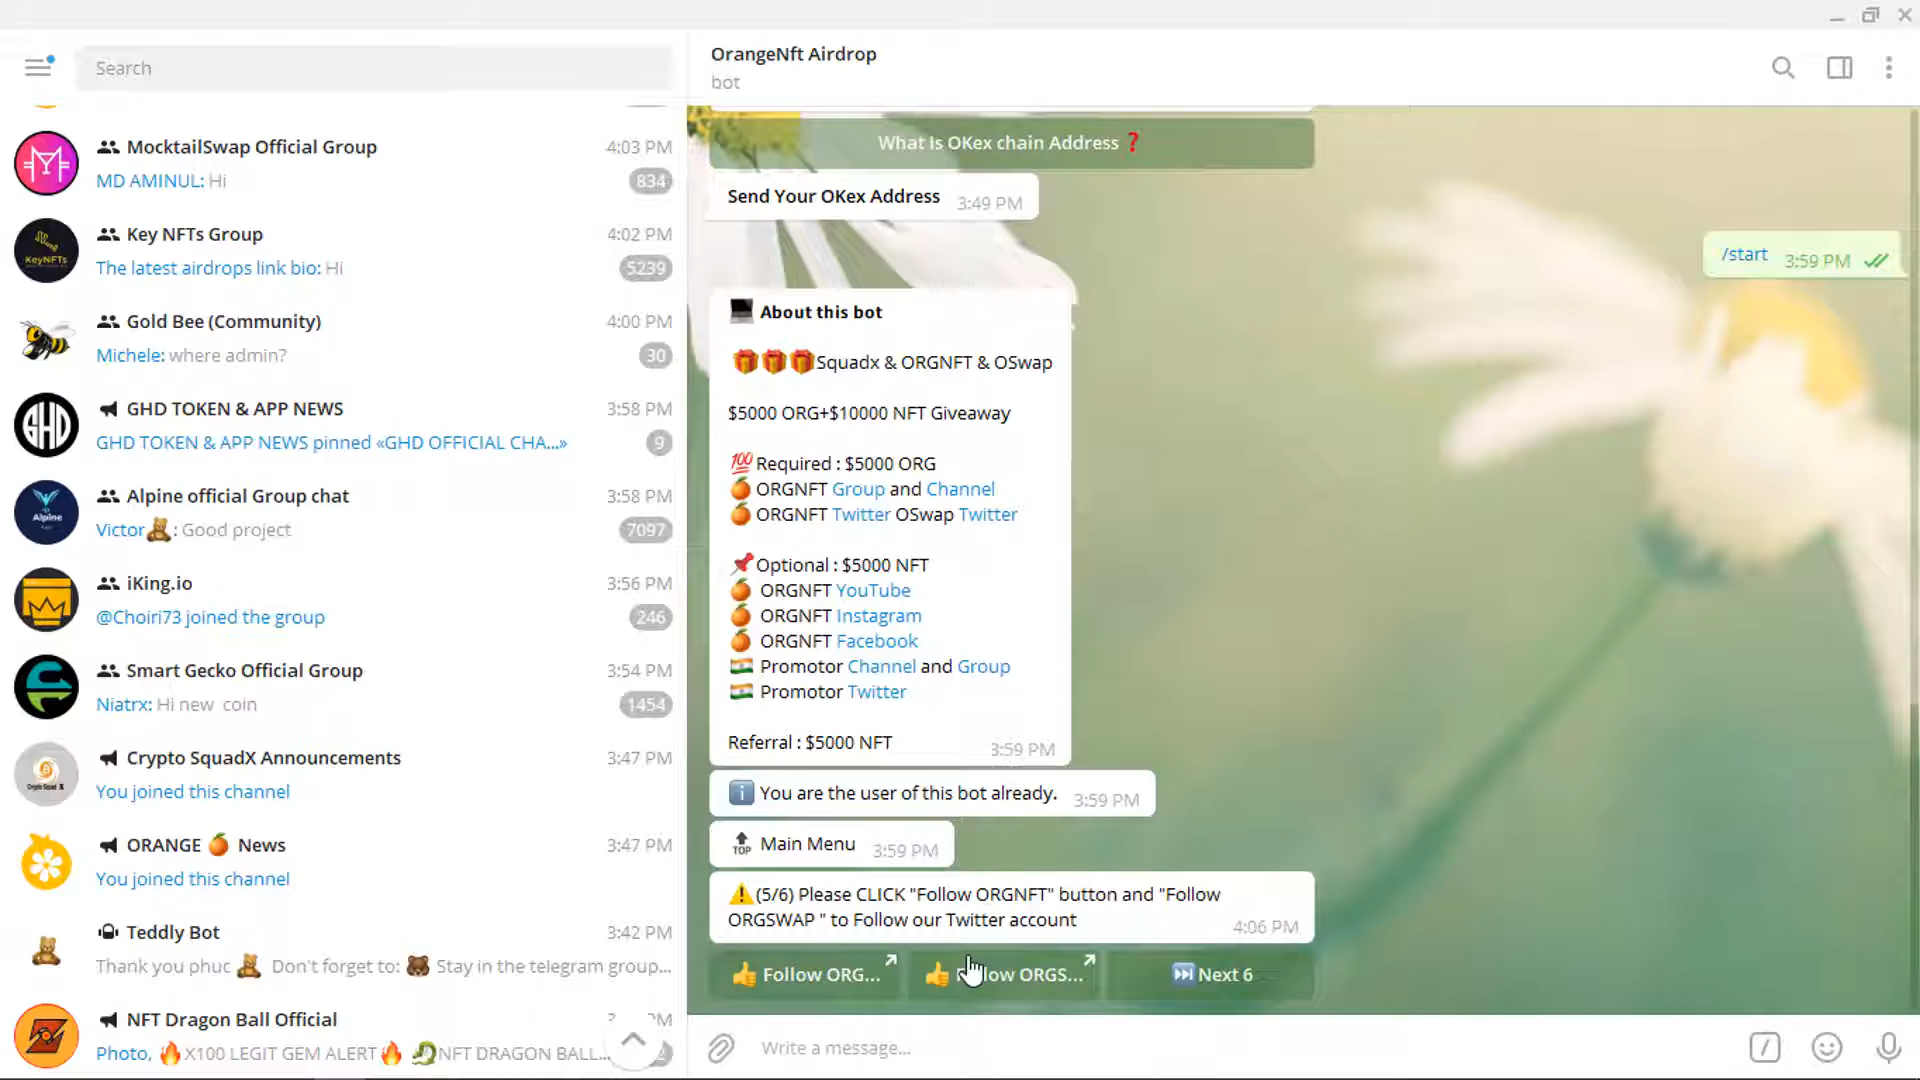 Search
MocktailSwap Official Group
4:03 PM
MD AMINUL: Hi
834
Key NFTs Group
4:02 PM
KeyNFTs
The latest airdrops link bio: Hi
5239
Gold Bee (Community)
4:00 PM
Michele: where admin?
30
GHD TOKEN & APP NEWS
3:58 PM
GHD
GHD TOKEN & APP NEWS pinned «GHD OFFICIAL CHA...»
9
Alpine official Group chat
3:58 PM
Alpine
Victor🧸: Good project
7097
iKing.io
3:56 PM
@Choiri73 joined the group
246
Smart Gecko Official Group
3:54 PM
Niatrx: Hi new coin
1454
Crypto SquadX Announcements
3:47 PM
You joined this channel
ORANGE 🍊 News
3:47 PM
You joined this channel
Teddly Bot
3:42 PM
Thank you phuc 🧸 Don't forget to: 🐻 Stay in the telegram group...
NFT Dragon Ball Official
Photo, 🔥X100 LEGIT GEM ALERT🔥 🐉NFT DRAGON BALL...
OrangeNft Airdrop
bot
What Is OKex chain Address ❓
Send Your OKex Address 3:49 PM
/start 3:59 PM
💻 About this bot
🎁🎁🎁Squadx & ORGNFT & OSwap
$5000 ORG+$10000 NFT Giveaway
💯Required : $5000 ORG
🍊 ORGNFT Group and Channel
🍊 ORGNFT Twitter OSwap Twitter
📌Optional : $5000 NFT
🍊 ORGNFT YouTube
🍊 ORGNFT Instagram
🍊 ORGNFT Facebook
🇮🇳 Promotor Channel and Group
🇮🇳 Promotor Twitter
Referral : $5000 NFT 3:59 PM
ℹ️ You are the user of this bot already. 3:59 PM
🔝 Main Menu 3:59 PM
⚠️(5/6) Please CLICK "Follow ORGNFT" button and "Follow
ORGSWAP " to Follow our Twitter account 4:06 PM
👍 Follow ORG...
👍 llow ORGS...
⏭Next 6
Write a message...